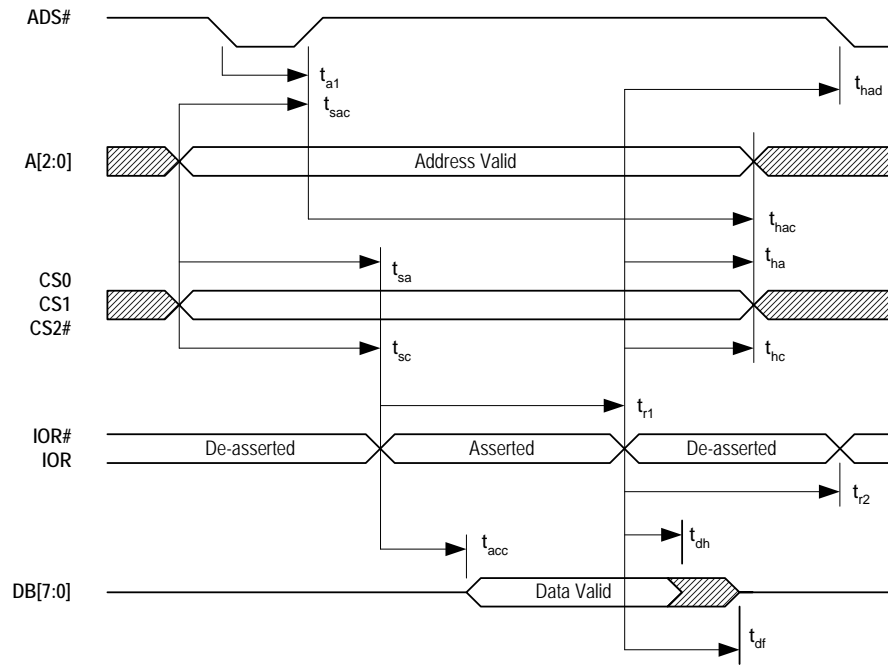 ADS#
t_a1
t_sac
t_had
A[2:0]
Address Valid
t_hac
t_sa
t_ha
CS0
CS1
CS2#
t_sc
t_hc
t_r1
IOR#
IOR
De-asserted
Asserted
De-asserted
t_r2
t_acc
t_dh
DB[7:0]
Data Valid
t_df